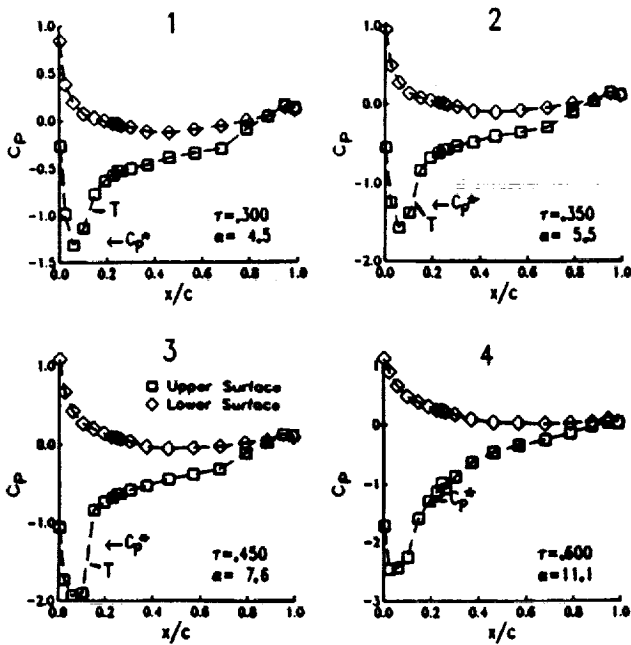 1
1.0
0.5
0.0
-0.5
-1.0
-1.5
Cp
T
←Cp*
τ=.300
α= 4.5
0.0 0.2 0.4 0.6 0.8 1.0
x/c
2
1.0
0.0
-1.0
-2.0
Cp
T
←Cp*
τ=.350
α= 5.5
0.0 0.2 0.4 0.6 0.8 1.0
x/c
3
1.0
0.0
-1.0
-2.0
Cp
Upper Surface
Lower Surface
←Cp*
T
τ=.450
α= 7.6
0.0 0.2 0.4 0.6 0.8 1.0
x/c
4
1.0
0.0
-1
-2
-3
Cp
Cp*
τ=.600
α=11.1
0.0 0.2 0.4 0.6 0.8 1.0
x/c